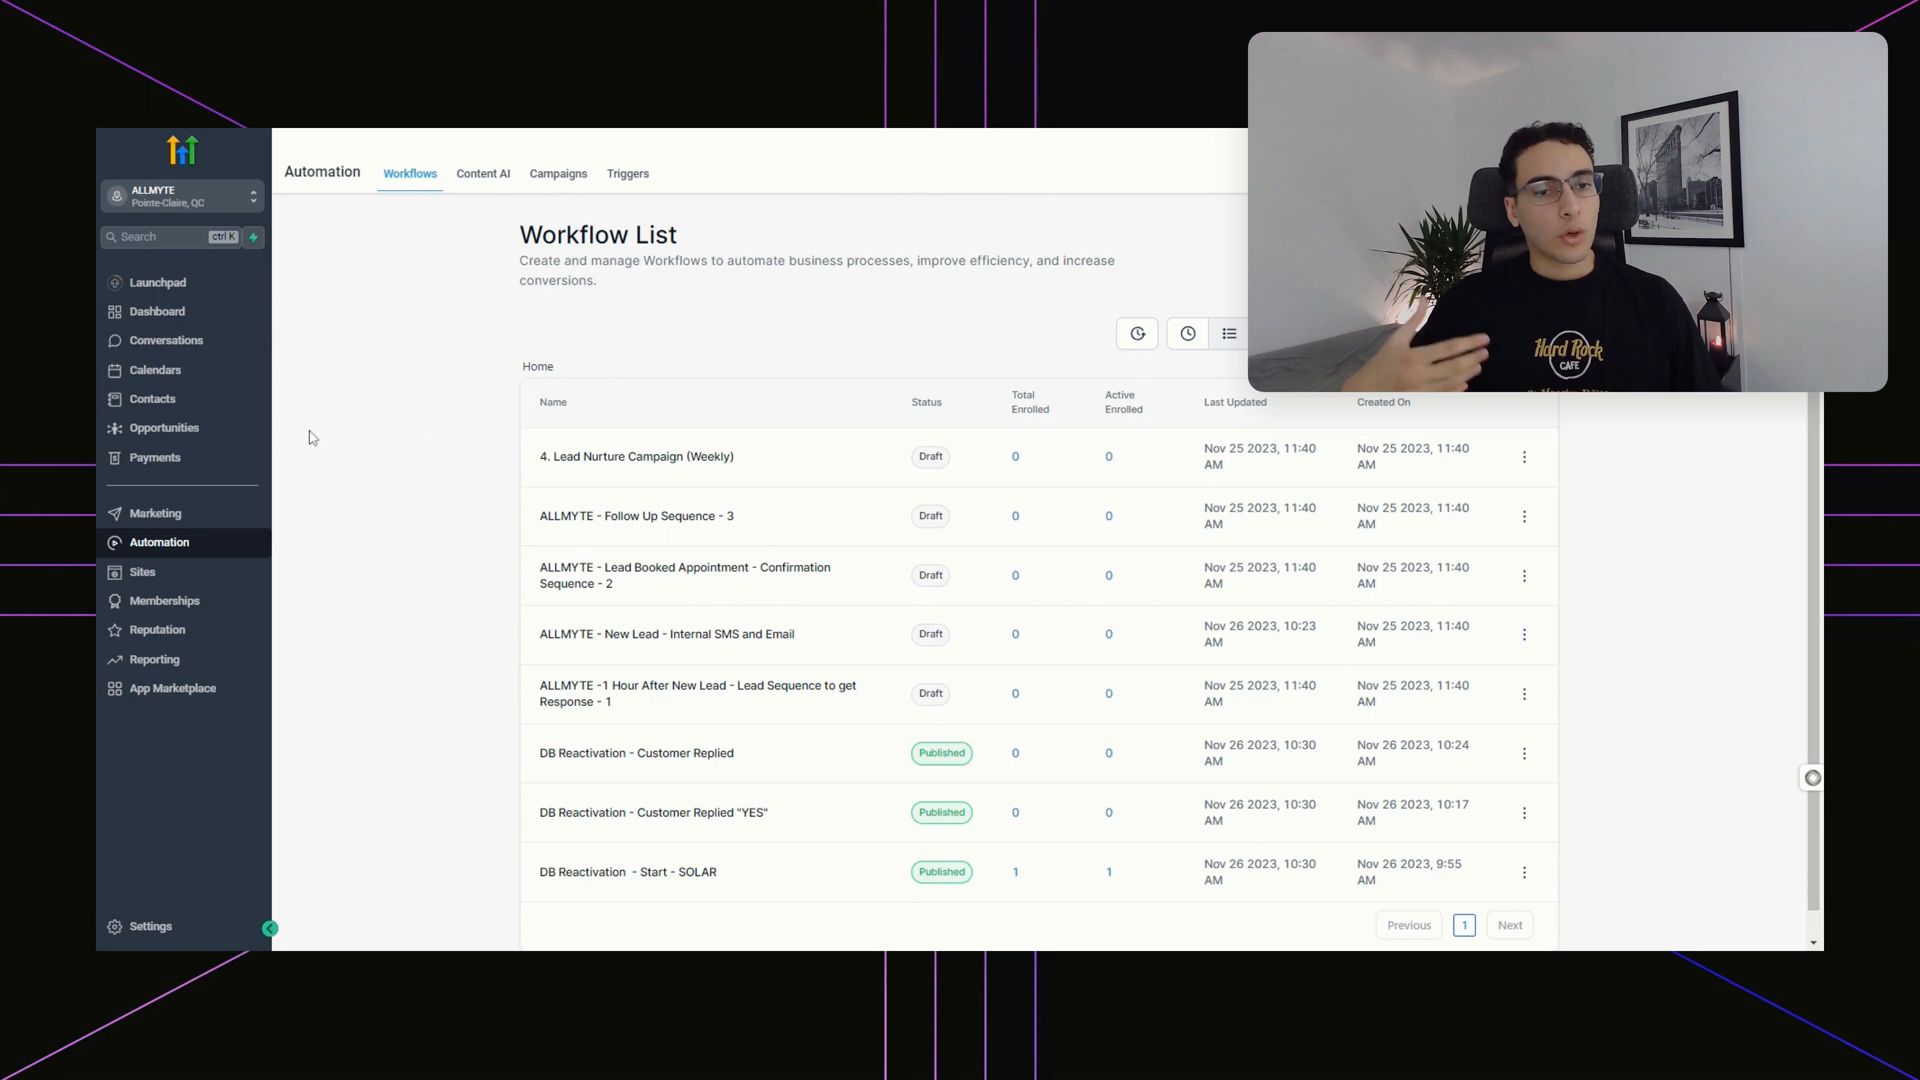 ALLMYTE
Pointe-Claire, QC
Search
ctrl K
Launchpad
Dashboard
Conversations
Calendars
Contacts
Opportunities
Payments
Marketing
Automation
Sites
Memberships
Reputation
Reporting
App Marketplace
Settings
Automation
Workflows
Content AI
Campaigns
Triggers
Workflow List
Create and manage Workflows to automate business processes, improve efficiency, and increase
conversions.
Home
Name
Status
Total
Enrolled
Active
Enrolled
Last Updated
Created On
4. Lead Nurture Campaign (Weekly)
Draft
0
0
Nov 25 2023, 11:40
AM
Nov 25 2023, 11:40
AM
ALLMYTE - Follow Up Sequence - 3
Draft
0
0
Nov 25 2023, 11:40
AM
Nov 25 2023, 11:40
AM
ALLMYTE - Lead Booked Appointment - Confirmation
Sequence - 2
Draft
0
0
Nov 25 2023, 11:40
AM
Nov 25 2023, 11:40
AM
ALLMYTE - New Lead - Internal SMS and Email
Draft
0
0
Nov 26 2023, 10:23
AM
Nov 25 2023, 11:40
AM
ALLMYTE -1 Hour After New Lead - Lead Sequence to get
Response - 1
Draft
0
0
Nov 25 2023, 11:40
AM
Nov 25 2023, 11:40
AM
DB Reactivation - Customer Replied
Published
0
0
Nov 26 2023, 10:30
AM
Nov 26 2023, 10:24
AM
DB Reactivation - Customer Replied "YES"
Published
0
0
Nov 26 2023, 10:30
AM
Nov 26 2023, 10:17
AM
DB Reactivation - Start - SOLAR
Published
1
1
Nov 26 2023, 10:30
AM
Nov 26 2023, 9:55
AM
Previous
1
Next
Hard Rock
CAFE